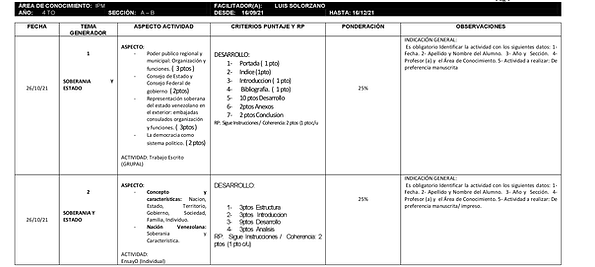 ÁREA DE CONOCIMIENTO: IPM
FACILITADOR(A): LUIS SOLORZANO
AÑO: 4 TO SECCIÓN: A – B
DESDE: 16/09/21 HASTA: 16/12/21
FECHA
TEMA
GENERADOR
ASPECTO ACTIVIDAD
CRITERIOS PUNTAJE Y RP
PONDERACIÓN
OBSERVACIONES
26/10/21
1
SOBERANIA Y
ESTADO
ASPECTO:
- Poder publico regional y
municipal: Organización y
funciones. ( 3 ptos)
- Consejo de Estado y
Consejo Federal de
gobierno ( 2ptos)
- Representación soberana
del estado venezolano en
el exterior: embajadas
consulados organización
y funciones. ( 3ptos)
- La democracia como
sistema político. ( 2 ptos)
ACTIVIDAD: Trabajo Escrito
(GRUPAL)
DESARROLLO:
1- Portada ( 1 pto)
2- Indice (1pto)
3- Introduccion ( 1 pto)
4- Bibliografia. ( 1 pto)
5- 10 ptos Desarrollo
6- 2ptos Anexos
7- 2 ptos Conclusion
RP: Sigue Instrucciones / Coherencia 2 ptos (1 pto c/u
25%
INDICACIÓN GENERAL:
Es obligatorio Identificar la actividad con los siguientes datos: 1-
Fecha. 2- Apellido y Nombre del Alumno. 3- Año y Sección. 4-
Profesor (a) y el Área de Conocimiento. 5- Actividad a realizar: De
preferencia manuscrita
26/10/21
2
SOBERANIA Y
ESTADO
ASPECTO:
- Concepto y
características: Nacion,
Estado, Territorio,
Gobierno, Sociedad,
Familia, Individuo.
- Nación Venezolana:
Soberania y
Caracteristica.
ACTIVIDAD:
EnsayO (Individual)
DESARROLLO:
1- 3ptos Estructura
2- 3ptos Introduccion
3- 9ptos Desarrollo
4- 3ptos Analisis
RP: Sigue Instrucciones / Coherencia 2
ptos (1 pto c/u)
25%
INDICACIÓN GENERAL:
Es obligatorio Identificar la actividad con los siguientes datos: 1-
Fecha. 2- Apellido y Nombre del Alumno. 3- Año y Sección. 4-
Profesor (a) y el Área de Conocimiento. 5- Actividad a realizar: De
preferencia manuscrita/ impreso.